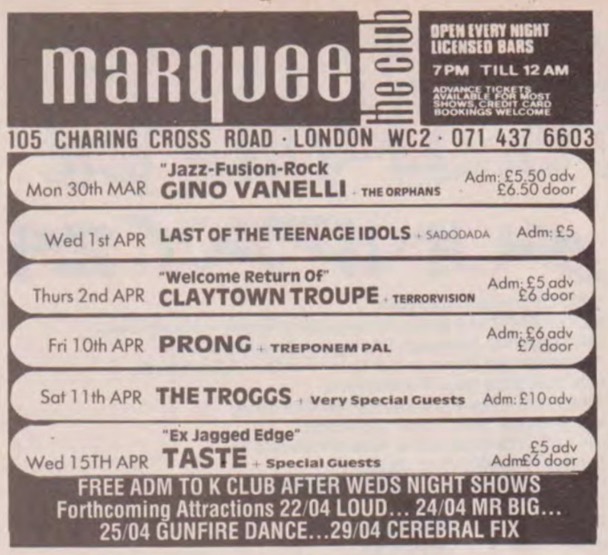 marquee the club
OPEN EVERY NIGHT
LICENSED BARS
7PM TILL 12 AM
ADVANCE TICKETS
AVAILABLE FOR MOST
SHOWS, CREDIT CARD
BOOKINGS WELCOME
105 CHARING CROSS ROAD · LONDON WC2 · 071 437 6603
"Jazz-Fusion-Rock
Mon 30th MAR GINO VANELLI + THE ORPHANS Adm: £5.50 adv
£6.50 door
Wed 1st APR LAST OF THE TEENAGE IDOLS + SADODADA Adm: £5
"Welcome Return Of"
Thurs 2nd APR CLAYTOWN TROUPE + TERRORVISION Adm: £5 adv
£6 door
Fri 10th APR PRONG + TREPONEM PAL Adm: £6 adv
£7 door
Sat 11th APR THE TROGGS + Very Special Guests Adm: £10 adv
"Ex Jagged Edge"
Wed 15TH APR TASTE + Special Guests £5 adv
Adm£6 door
FREE ADM TO K CLUB AFTER WEDS NIGHT SHOWS
Forthcoming Attractions 22/04 LOUD... 24/04 MR BIG...
25/04 GUNFIRE DANCE...29/04 CEREBRAL FIX